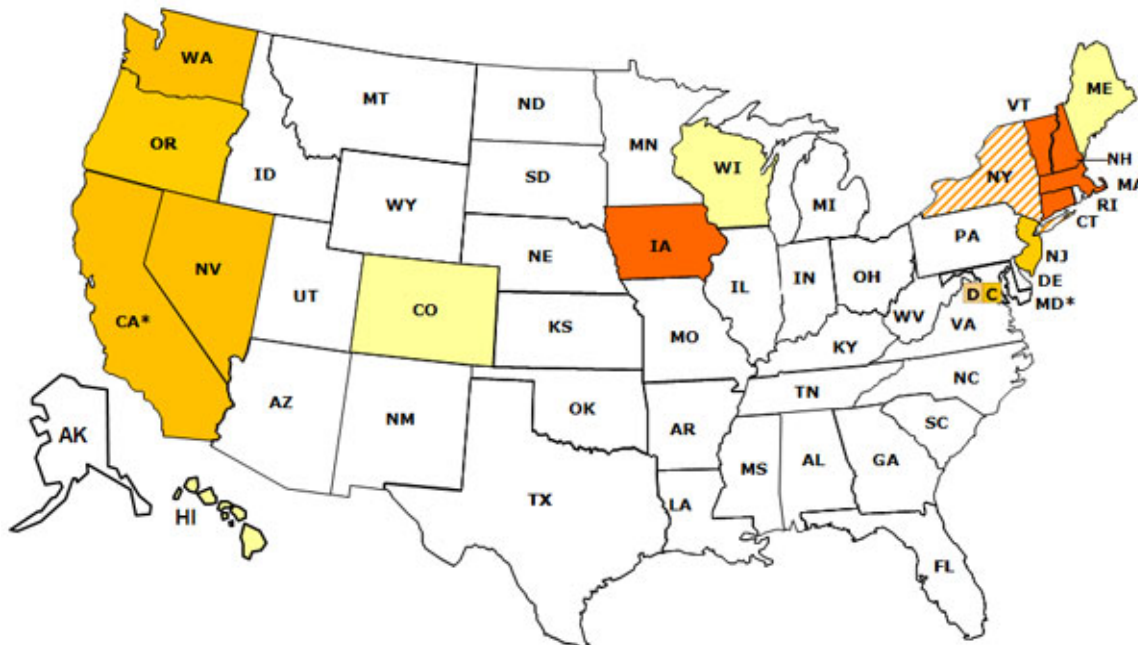 WA
MT
ND
MN
VT
ME
OR
ID
SD
WI
NY
NH
MA
WY
MI
RI
CT
IA
PA
NE
NJ
NV
UT
IL
IN
OH
DE
CA*
CO
D C
MD*
KS
MO
WV
VA
KY
AZ
NM
OK
TN
NC
AK
AR
SC
MS
AL
GA
TX
LA
HI
FL